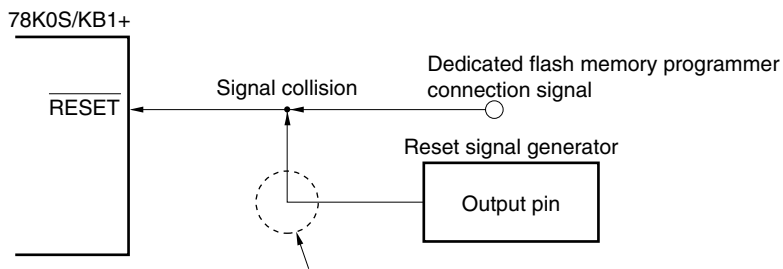 78K0S/KB1+
Dedicated flash memory programmer
connection signal
Signal collision
RESET
Reset signal generator
Output pin